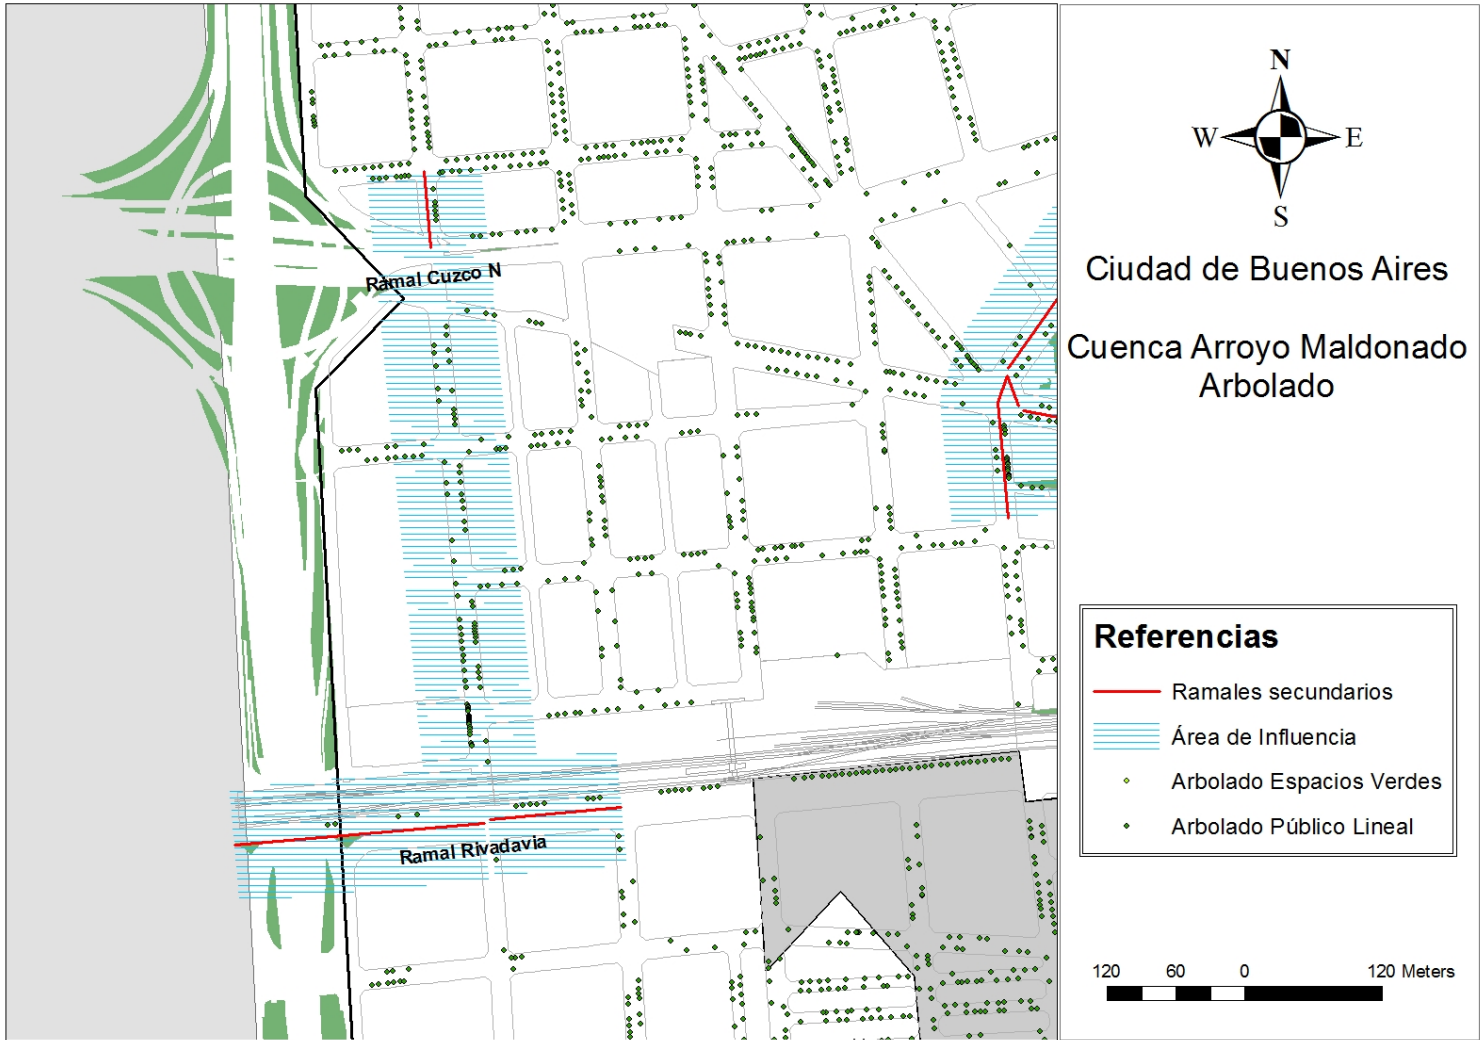 Ramal Cuzco N
Ramal Rivadavia
N
W E
S
Ciudad de Buenos Aires
Cuenca Arroyo Maldonado
Arbolado
Referencias
Ramales secundarios
Área de Influencia
Arbolado Espacios Verdes
Arbolado Público Lineal
120 60 0 120 Meters